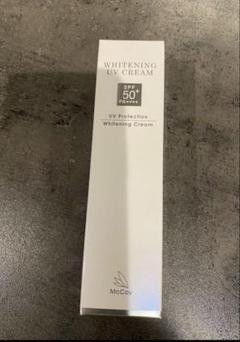 WHITENING
UV CREAM
SPF
50+
PA++++
UV Protection
Whitening Cream
McCoy